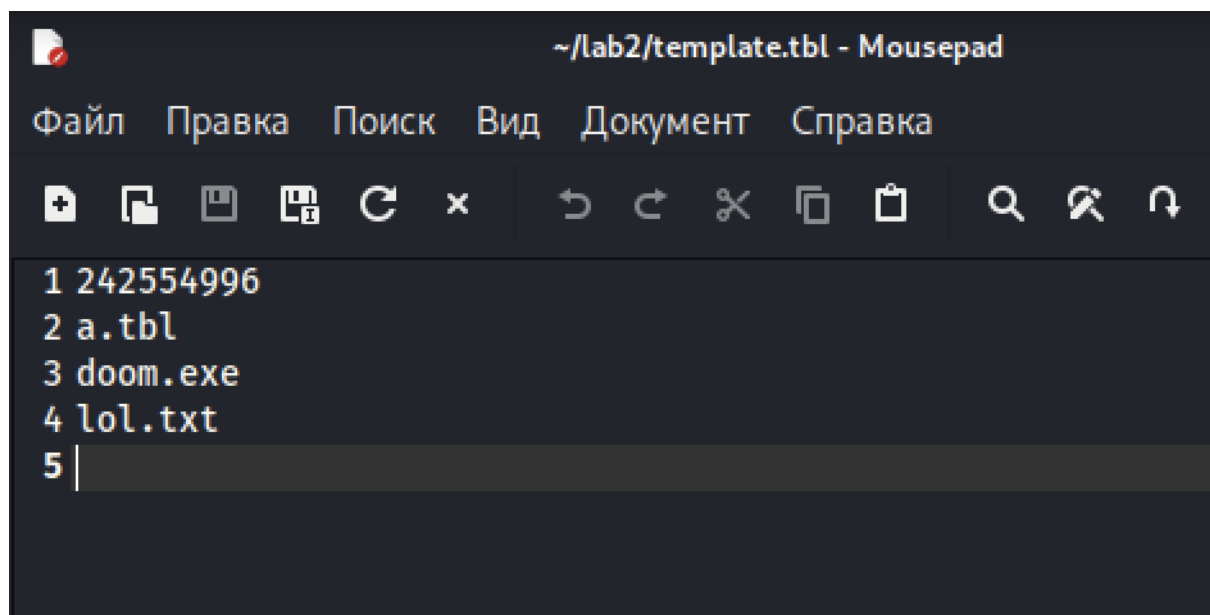 ~/lab2/template.tbl - Mousepad
Файл Правка Поиск Вид Документ Справка
1 242554996
2 a.tbl
3 doom.exe
4 lol.txt
5